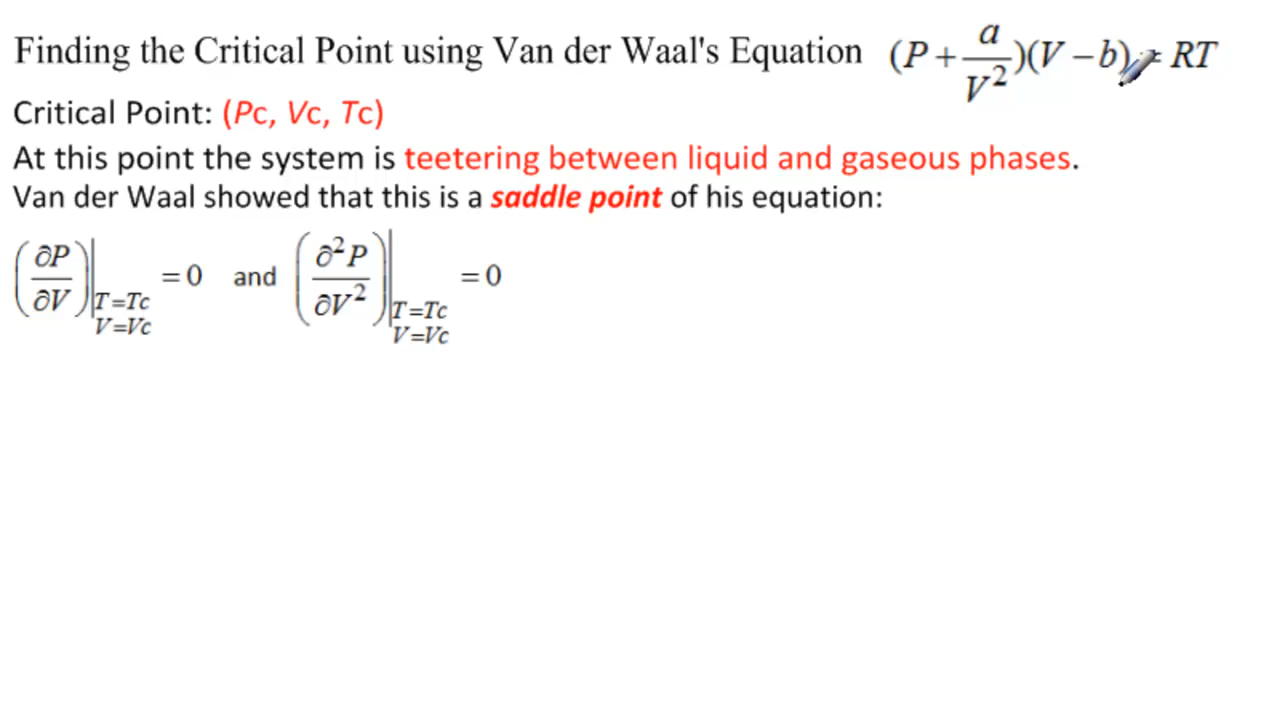 Finding the Critical Point using Van der Waal's Equation (P + a/V²)(V − b) = RT
Critical Point: (Pc, Vc, Tc)
At this point the system is teetering between liquid and gaseous phases.
Van der Waal showed that this is a saddle point of his equation:
(∂P/∂V)|T=Tc V=Vc = 0 and (∂²P/∂V²)|T=Tc V=Vc = 0